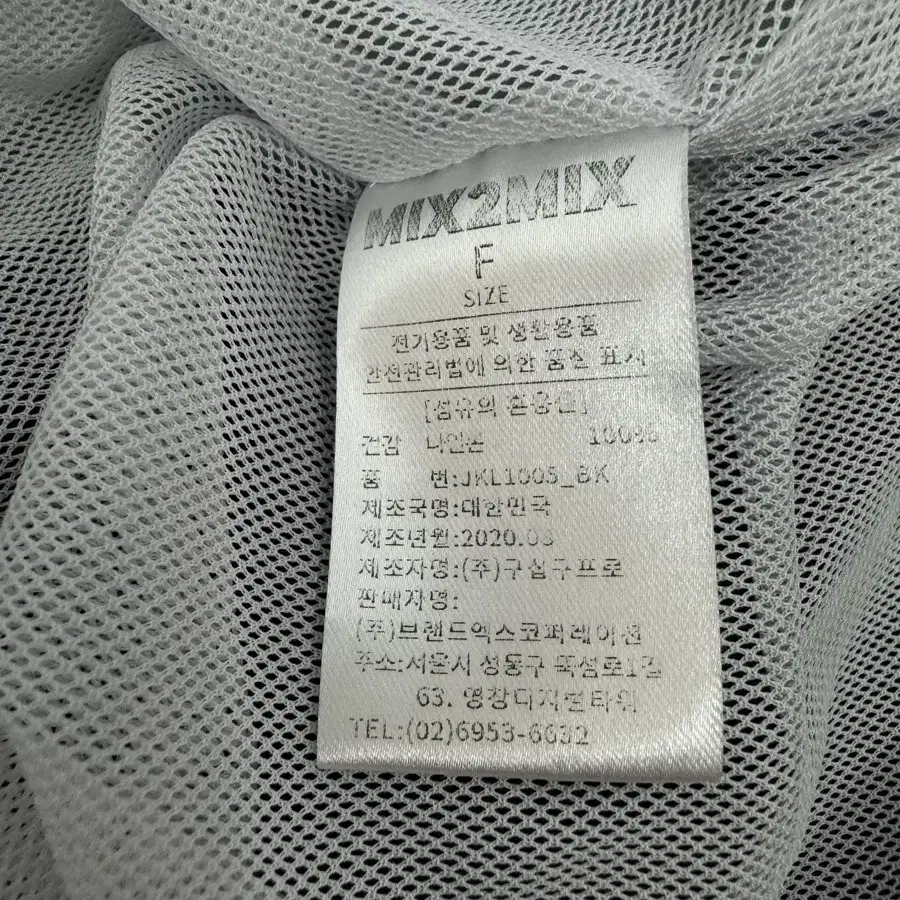 MIX2MIX
F
SIZE
전기용품 및 생활용품
안전관리법에 의한 품질 표시
[섬유의 혼용률]
겉감 나일론 100%
품 번:JKL1005_BK
제조국명:대한민국
제조년월:2020.03
제조자명:(주)구십구프로
판매자명:
(주)브랜드엑스코퍼레이션
주소:서울시 성동구 뚝섬로1길
63. 영창디지털타워
TEL:(02)6953-6632